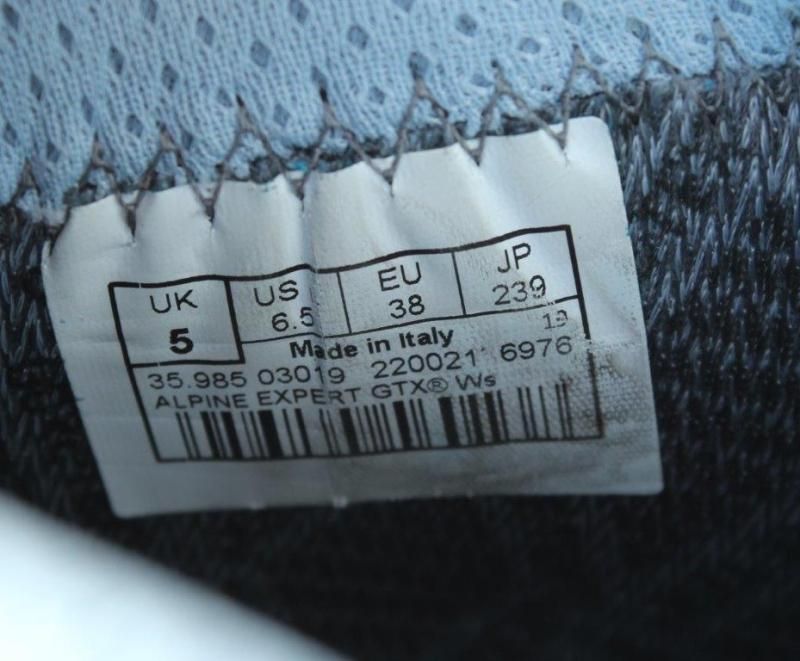 UK US EU JP
5 6.5 38 239
Made in Italy 19
35.985 03019 220021 6976
ALPINE EXPERT GTX® Ws